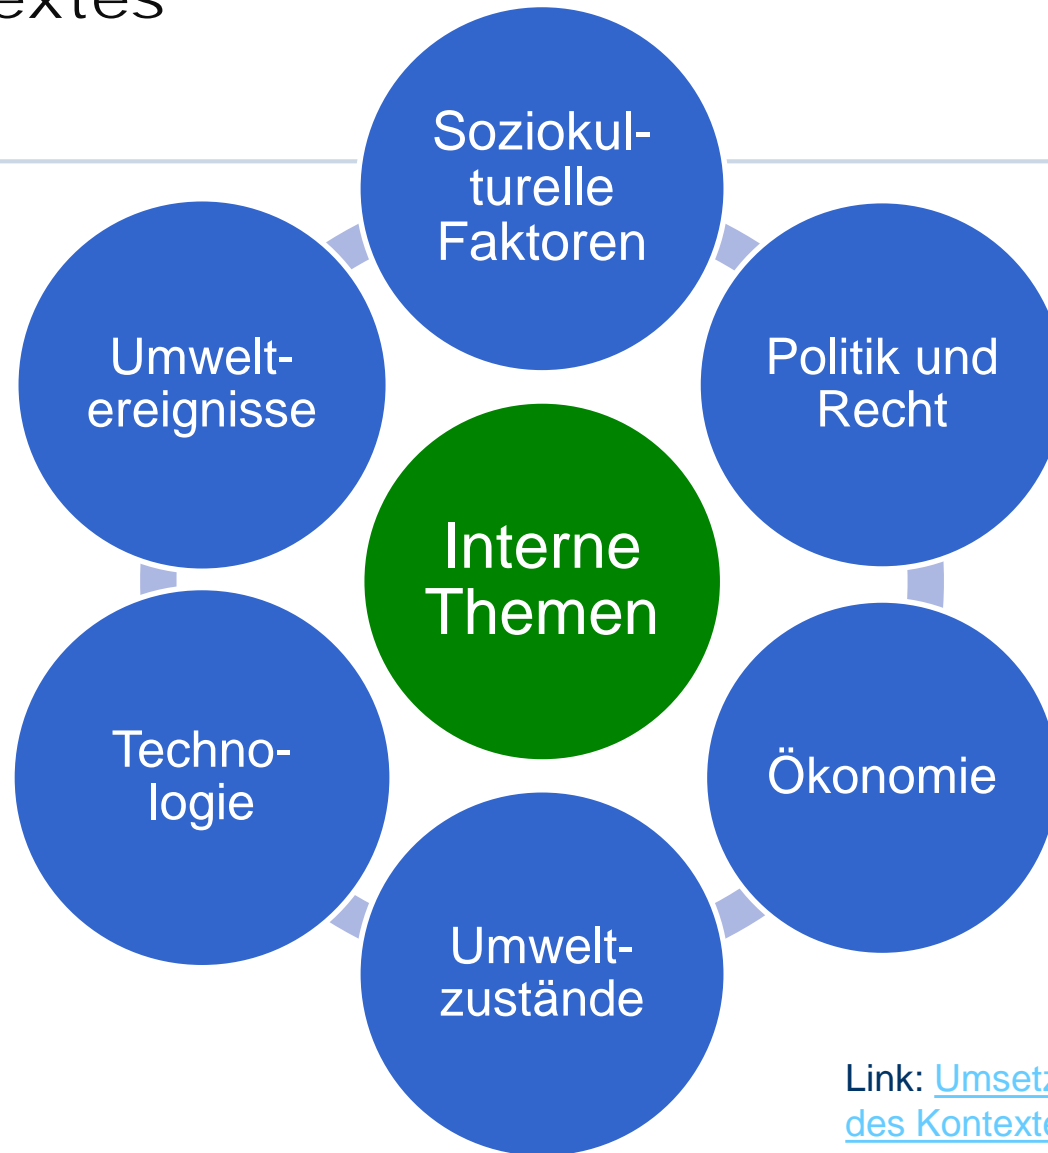 Soziokul-
turelle
Faktoren
Umwelt-
ereignisse
Politik und
Recht
Interne
Themen
Techno-
logie
Ökonomie
Umwelt-
zustände
Link:
des